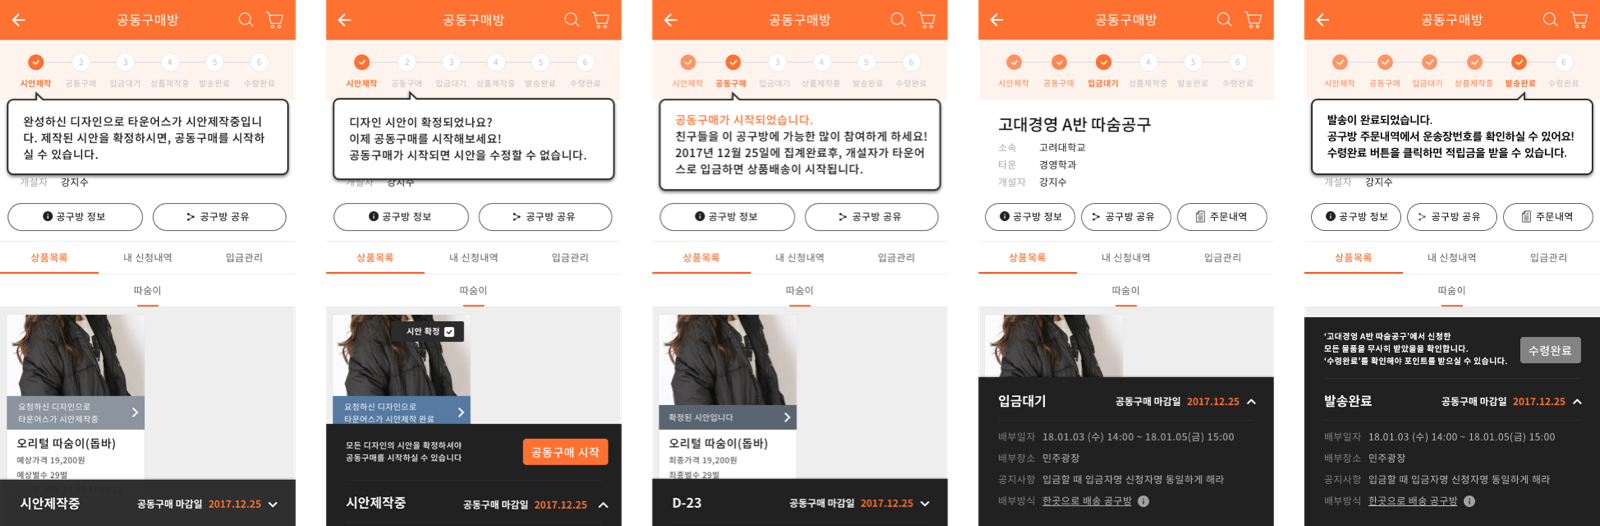 공동구매방
시안제작
2
공동구매
3
입금대기
4
상품제작중
5
발송완료
6
수령완료
완성하신 디자인으로 타운어스가 시안제작중입니
다. 제작된 시안을 확정하시면, 공동구매를 시작하
실 수 있습니다.
개설자 강지수
공구방 정보
공구방 공유
상품목록
내 신청내역
입금관리
따숨이
요청하신 디자인으로
타운어스가 시안제작중
오리털 따숨이(돕바)
예상가격 19,200원
예상벌수 29벌
시안제작중
공동구매 마감일 2017.12.25
공동구매방
시안제작
2
공동구매
3
입금대기
4
상품제작중
5
발송완료
6
수령완료
디자인 시안이 확정되었나요?
이제 공동구매를 시작해보세요!
공동구매가 시작되면 시안을 수정할 수 없습니다.
개설자 강지수
공구방 정보
공구방 공유
상품목록
내 신청내역
입금관리
따숨이
시안 확정
요청하신 디자인으로
타운어스가 시안제작 완료
모든 디자인의 시안을 확정하셔야
공동구매를 시작하실 수 있습니다
공동구매 시작
시안제작중
공동구매 마감일 2017.12.25
공동구매방
시안제작
공동구매
3
입금대기
4
상품제작중
5
발송완료
6
수령완료
공동구매가 시작되었습니다.
친구들을 이 공구방에 가능한 많이 참여하게 하세요!
2017년 12월 25일에 집계완료후, 개설자가 타운어
스로 입금하면 상품배송이 시작됩니다.
공구방 정보
공구방 공유
상품목록
내 신청내역
입금관리
따숨이
확정된 시안입니다
오리털 따숨이(돕바)
최종가격 19,200원
최종벌수 29벌
D-23
공동구매 마감일 2017.12.25
공동구매방
시안제작
공동구매
입금대기
4
상품제작중
5
발송완료
6
수령완료
고대경영 A반 따숨공구
소속 고려대학교
타운 경영학과
개설자 강지수
공구방 정보
공구방 공유
주문내역
상품목록
내 신청내역
입금관리
따숨이
입금대기
공동구매 마감일 2017.12.25
배부일자 18.01.03 (수) 14:00 ~ 18.01.05(금) 15:00
배부장소 민주광장
공지사항 입금할 때 입금자명 신청자명 동일하게 해라
배부방식 한곳으로 배송 공구방
공동구매방
시안제작
공동구매
입금대기
상품제작중
발송완료
6
수령완료
발송이 완료되었습니다.
공구방 주문내역에서 운송장번호를 확인하실 수 있어요!
수령완료 버튼을 클릭하면 적립금을 받을 수 있습니다.
개설자 강지수
공구방 정보
공구방 공유
주문내역
상품목록
내 신청내역
입금관리
따숨이
'고대경영 A반 따숨공구'에서 신청한
모든 물품을 무사히 받았을을 확인합니다.
'수령완료'를 확인해야 포인트를 받으실 수 있습니다.
수령완료
발송완료
공동구매 마감일 2017.12.25
배부일자 18.01.03 (수) 14:00 ~ 18.01.05(금) 15:00
배부장소 민주광장
공지사항 입금할 때 입금자명 신청자명 동일하게 해라
배부방식 한곳으로 배송 공구방